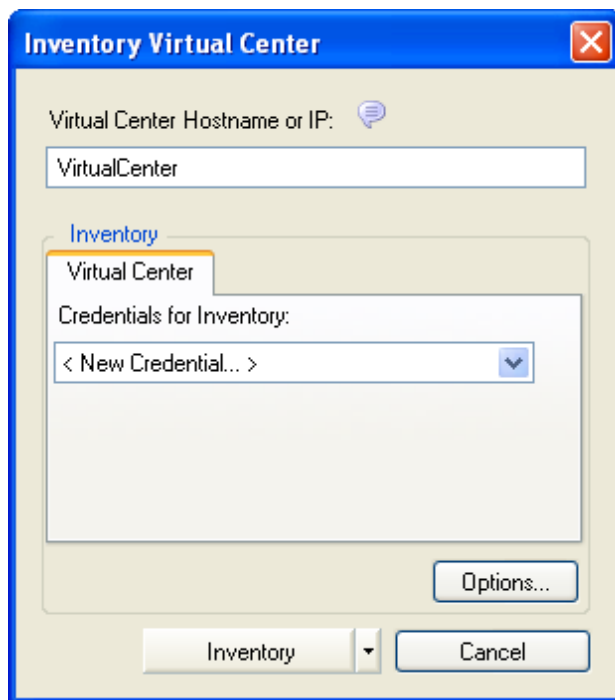 Inventory Virtual Center
Virtual Center Hostname or IP:
VirtualCenter
Inventory
Virtual Center
Credentials for Inventory:
< New Credential... >
Options...
Inventory
Cancel